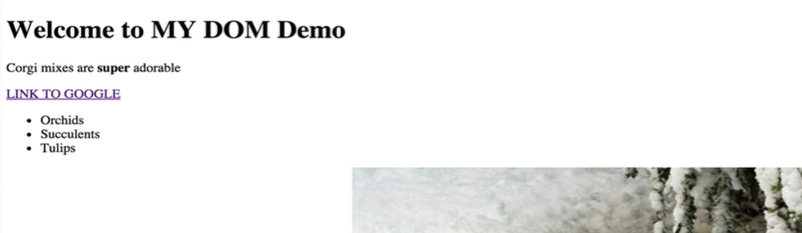 Welcome to MY DOM Demo
Corgi mixes are super adorable
LINK TO GOOGLE
Orchids
Succulents
Tulips